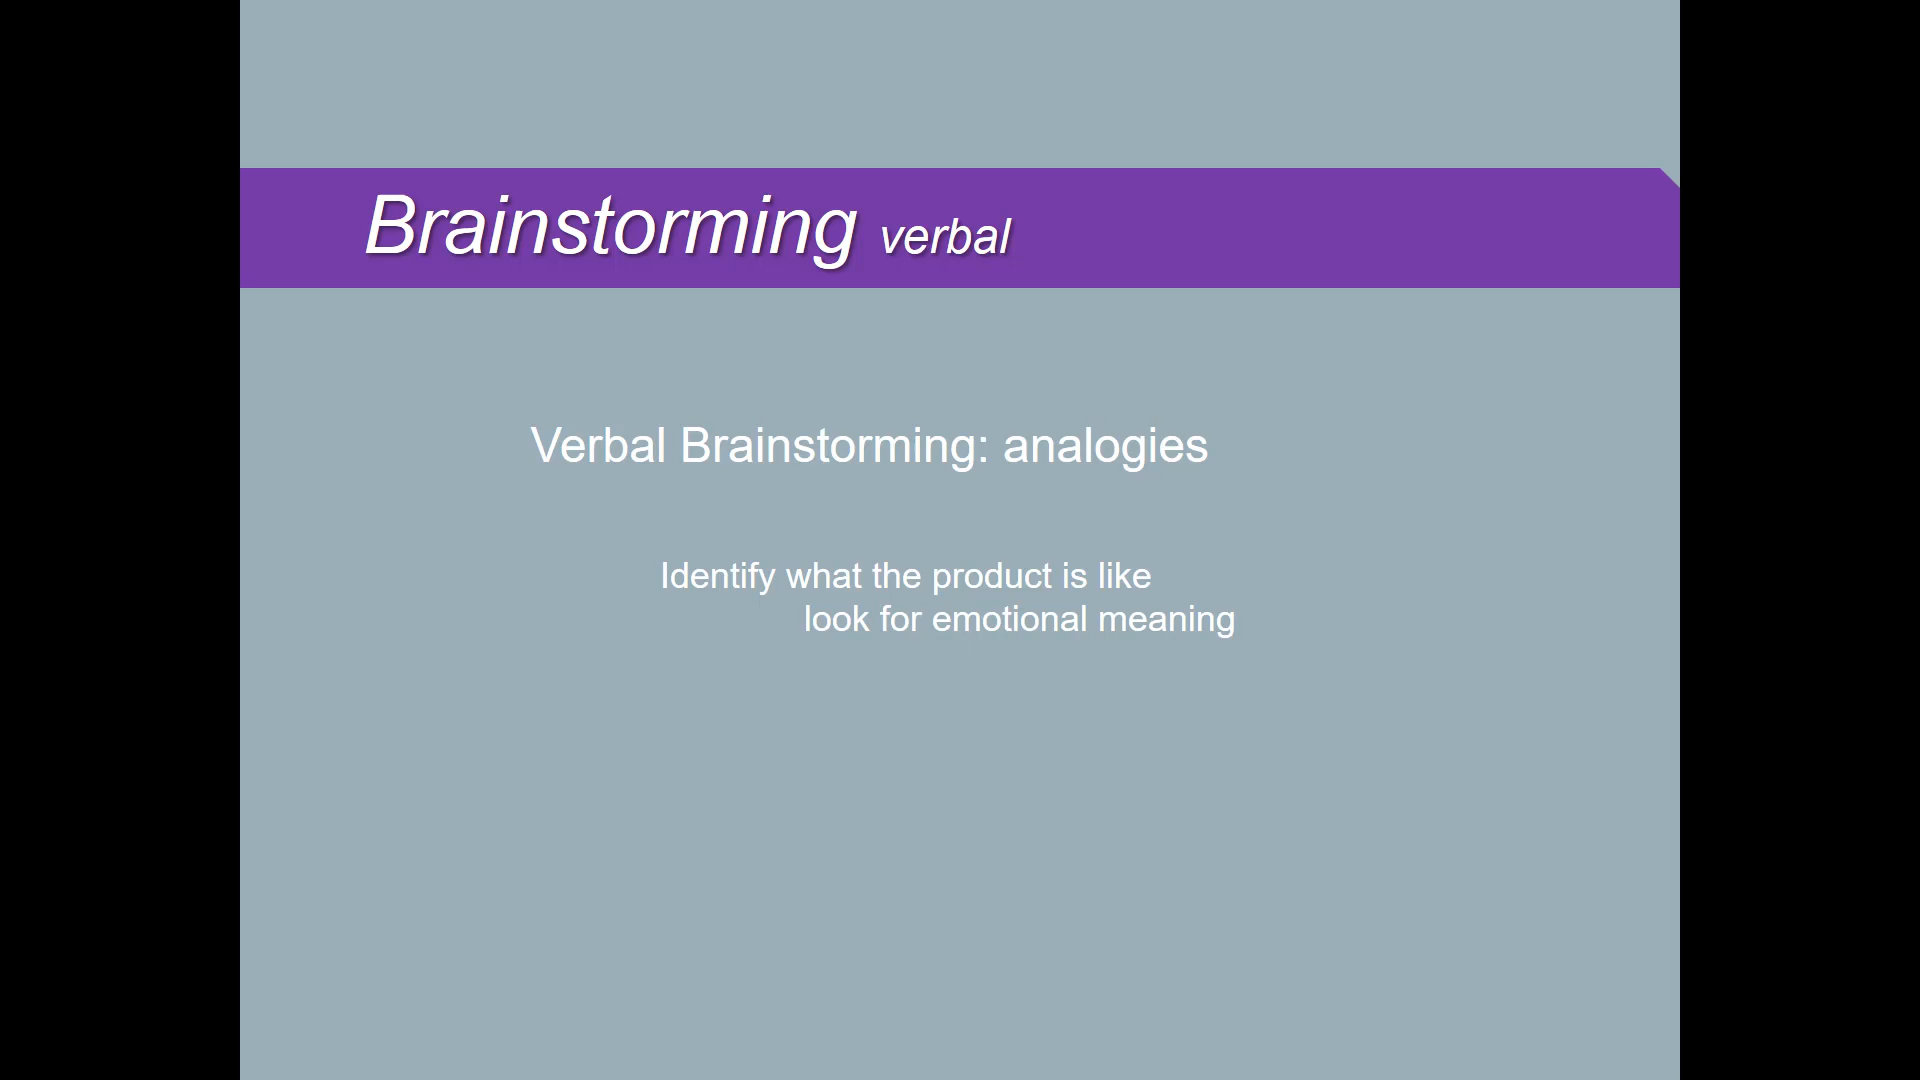 Brainstorming verbal
Verbal Brainstorming: analogies
Identify what the product is like
look for emotional meaning